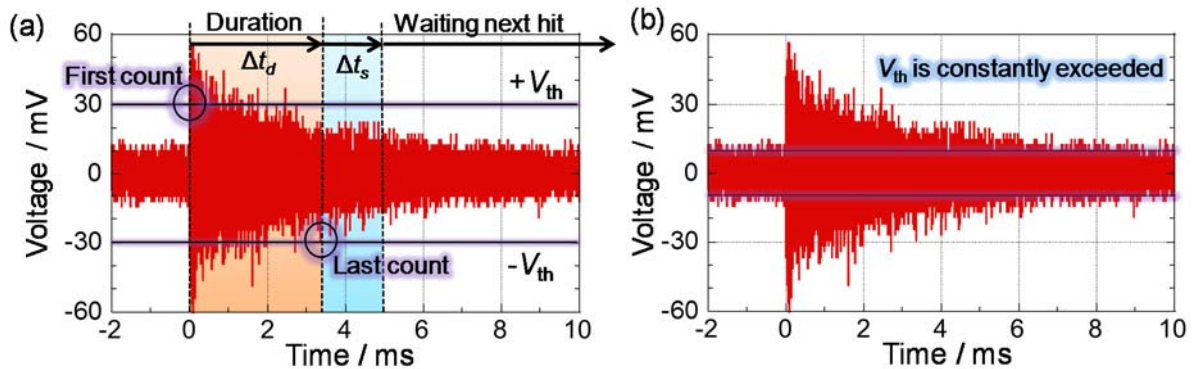 (a)
Duration
Waiting next hit
Δt_d
Δt_s
First count
+V_th
-V_th
Last count
Voltage / mV
60
30
0
-30
-60
-2 0 2 4 6 8 10
Time / ms
(b)
V_th is constantly exceeded
Voltage / mV
60
30
0
-30
-60
-2 0 2 4 6 8 10
Time / ms